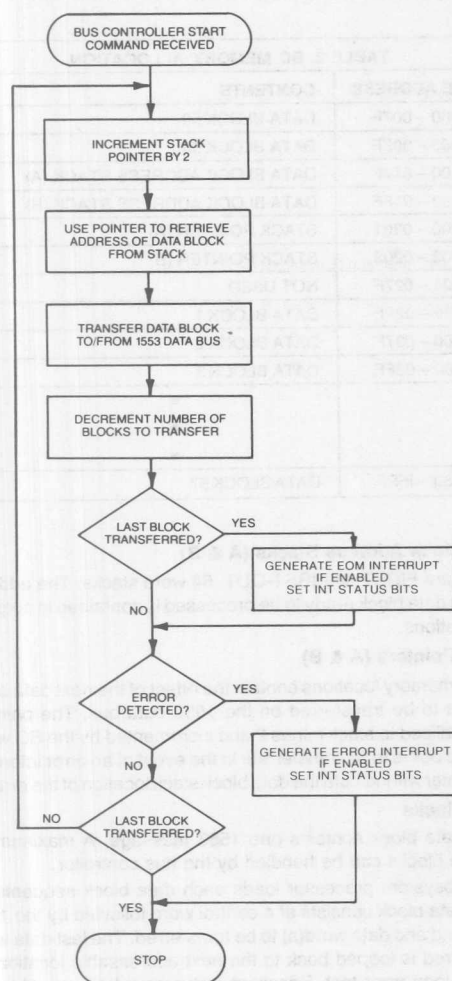 BUS CONTROLLER START
COMMAND RECEIVED
INCREMENT STACK
POINTER BY 2
USE POINTER TO RETRIEVE
ADDRESS OF DATA BLOCK
FROM STACK
TRANSFER DATA BLOCK
TO/FROM 1553 DATA BUS
DECREMENT NUMBER OF
BLOCKS TO TRANSFER
LAST BLOCK
TRANSFERRED?
YES
GENERATE EOM INTERRUPT
IF ENABLED
SET INT STATUS BITS
NO
ERROR
DETECTED?
YES
GENERATE ERROR INTERRUPT
IF ENABLED
SET INT STATUS BITS
NO
LAST BLOCK
TRANSFERRED?
NO
YES
STOP